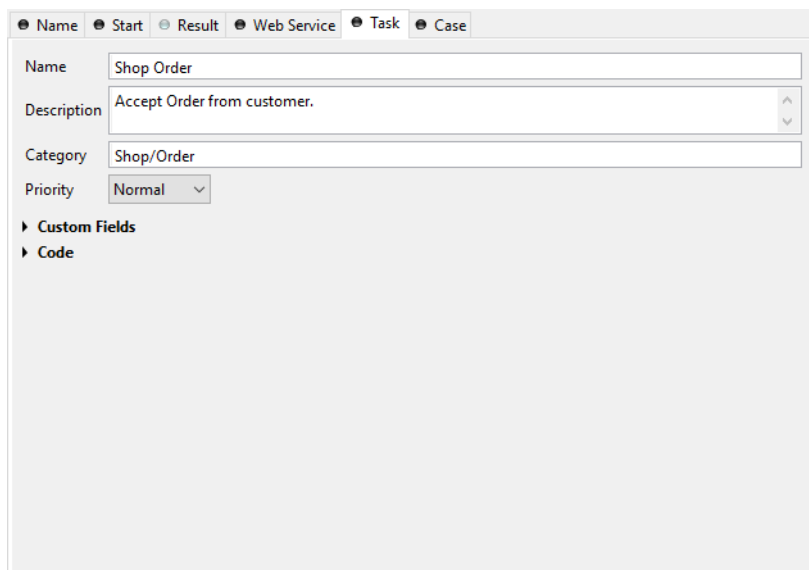 Name Start Result Web Service Task Case
Name Shop Order
Description Accept Order from customer.
Category Shop/Order
Priority Normal
Custom Fields
Code